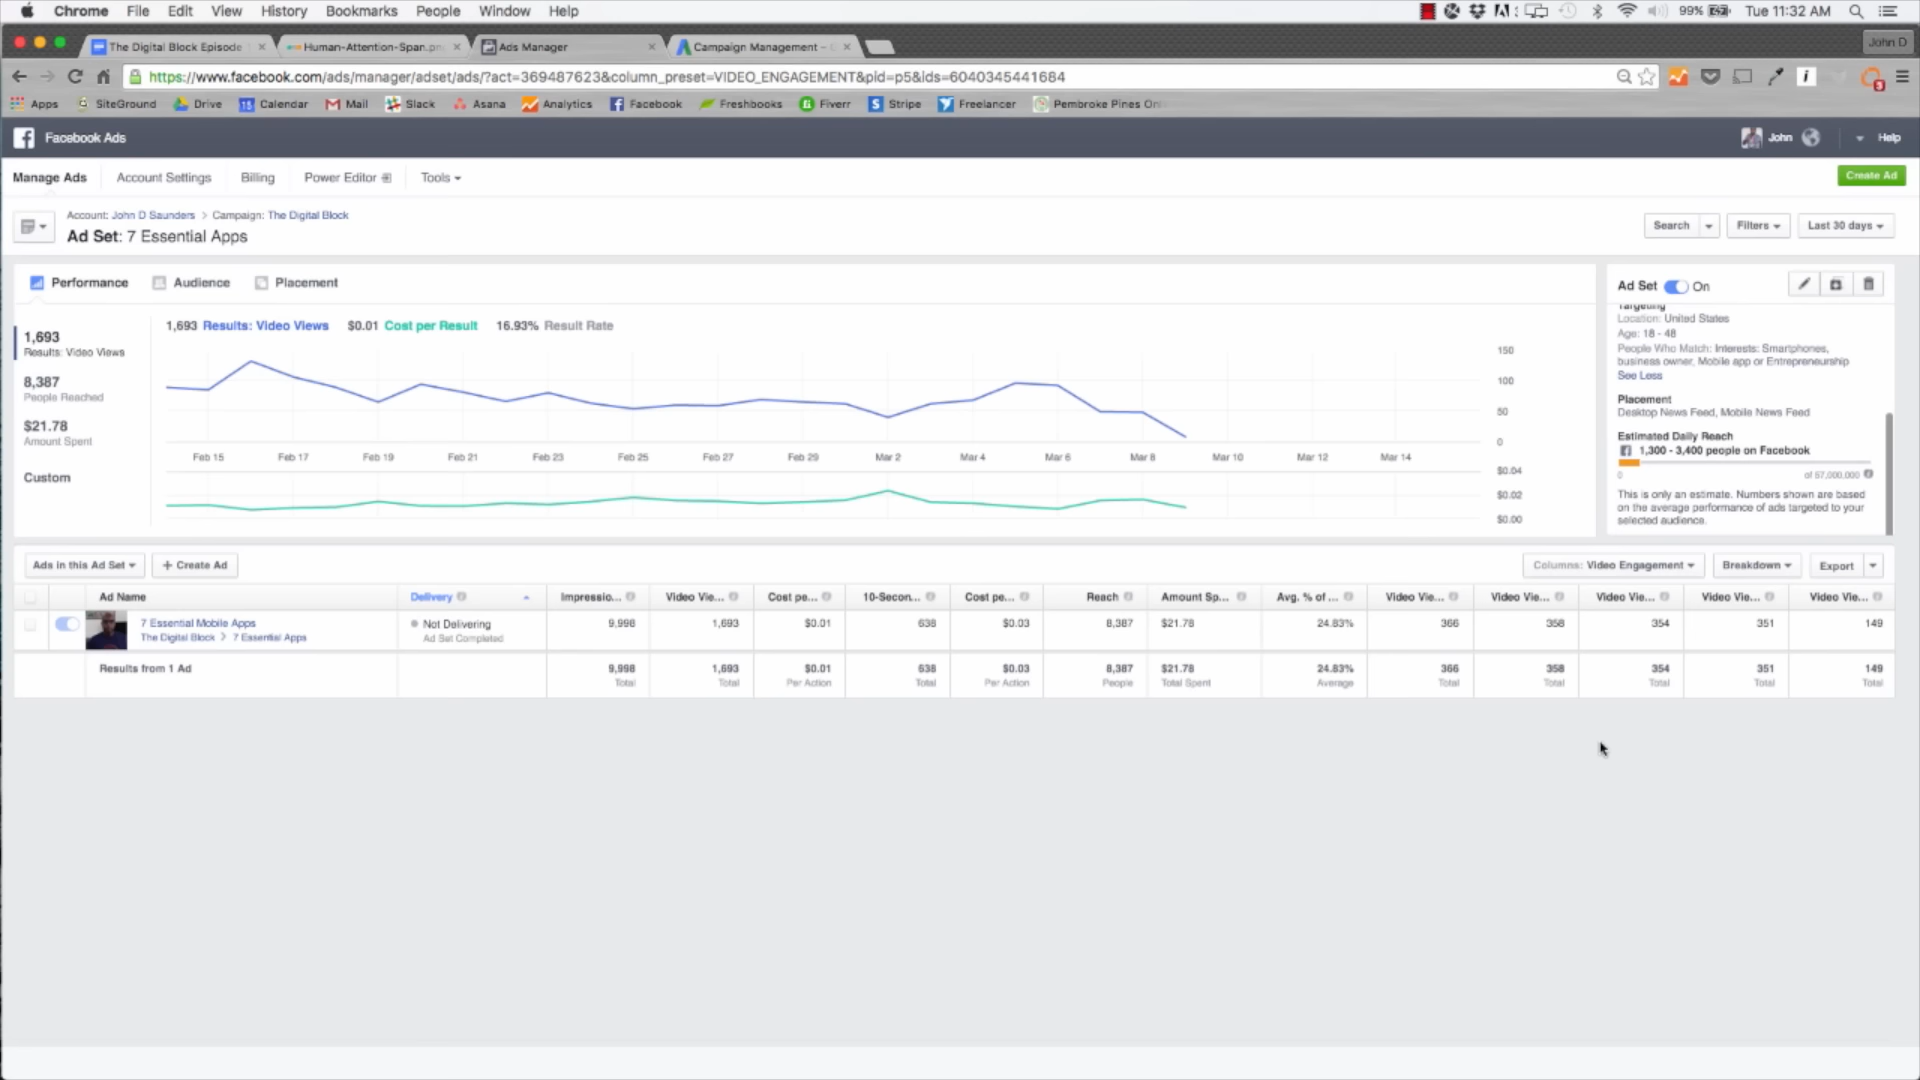 Chrome File Edit View History Bookmarks People Window Help 99% Tue 11:32 AM
The Digital Block Episode Human-Attention-Span.pn Ads Manager Campaign Management – John D
https://www.facebook.com/ads/manager/adset/ads/?act=369487623&column_preset=VIDEO_ENGAGEMENT&pid=p5&ids=6040345441684
Apps SiteGround Drive Calendar Mail Slack Asana Analytics Facebook Freshbooks Fiverr Stripe Freelancer Pembroke Pines On
Facebook Ads John Help
Manage Ads Account Settings Billing Power Editor Tools Create Ad
Account: John D Saunders > Campaign: The Digital Block
Ad Set: 7 Essential Apps Search Filters Last 30 days
Performance Audience Placement
1,693
Results: Video Views
8,387
People Reached
$21.78
Amount Spent
Custom
1,693 Results: Video Views $0.01 Cost per Result 16.93% Result Rate
150
100
50
0
Feb 15 Feb 17 Feb 19 Feb 21 Feb 23 Feb 25 Feb 27 Feb 29 Mar 2 Mar 4 Mar 6 Mar 8 Mar 10 Mar 12 Mar 14
$0.04
$0.02
$0.00
Ad Set On
Targeting
Location: United States
Age: 18 - 48
People Who Match: Interests: Smartphones,
business owner, Mobile app or Entrepreneurship
See Less
Placement
Desktop News Feed, Mobile News Feed
Estimated Daily Reach
1,300 - 3,400 people on Facebook
0 of 57,000,000
This is only an estimate. Numbers shown are based
on the average performance of ads targeted to your
selected audience.
Ads in this Ad Set + Create Ad Columns: Video Engagement Breakdown Export
Ad Name Delivery Impressio... Video Vie... Cost pe... 10-Secon... Cost pe... Reach Amount Sp... Avg. % of ... Video Vie... Video Vie... Video Vie... Video Vie... Video Vie...
7 Essential Mobile Apps Not Delivering 9,998 1,693 $0.01 638 $0.03 8,387 $21.78 24.83% 366 358 354 351 149
The Digital Block > 7 Essential Apps Ad Set Completed
Results from 1 Ad 9,998 1,693 $0.01 638 $0.03 8,387 $21.78 24.83% 366 358 354 351 149
Total Total Per Action Total Per Action People Total Spent Average Total Total Total Total Total